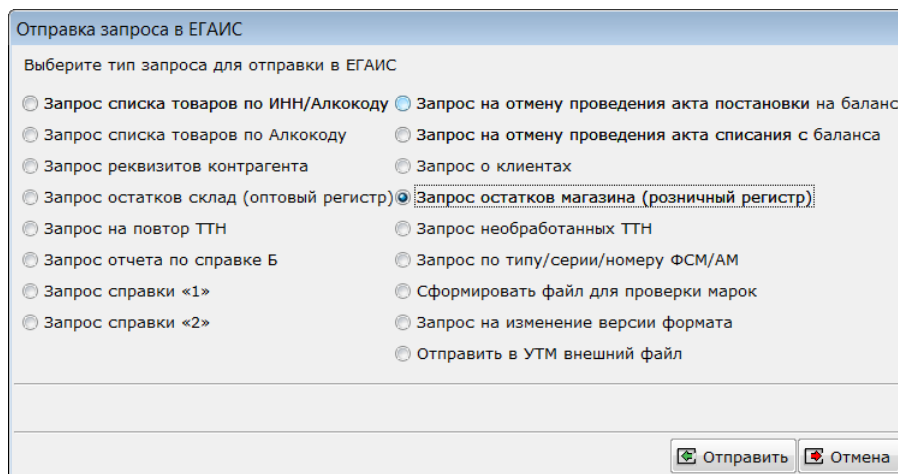 Отправка запроса в ЕГАИС
Выберите тип запроса для отправки в ЕГАИС
Запрос списка товаров по ИНН/Алкокоду Запрос на отмену проведения акта постановки на баланс
Запрос списка товаров по Алкокоду Запрос на отмену проведения акта списания с баланса
Запрос реквизитов контрагента Запрос о клиентах
Запрос остатков склад (оптовый регистр) Запрос остатков магазина (розничный регистр)
Запрос на повтор ТТН Запрос необработанных ТТН
Запрос отчета по справке Б Запрос по типу/серии/номеру ФСМ/АМ
Запрос справки «1» Сформировать файл для проверки марок
Запрос справки «2» Запрос на изменение версии формата
Отправить в УТМ внешний файл
Отправить Отмена